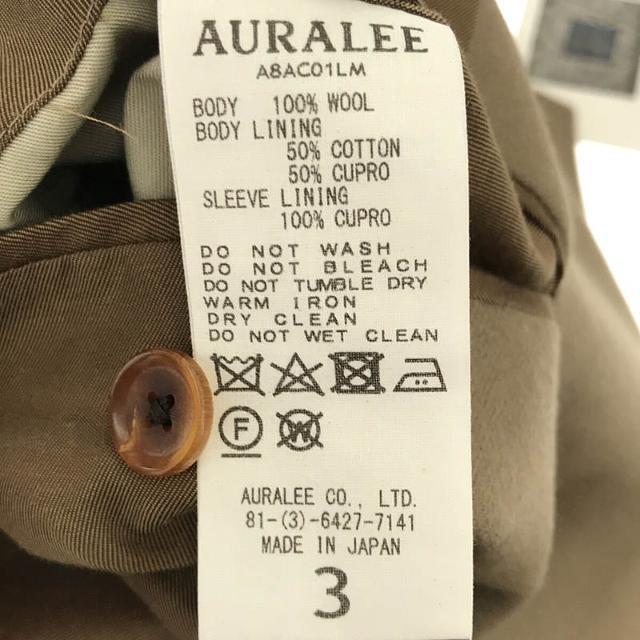 AURALEE
A8AC01LM
BODY 100% WOOL
BODY LINING
50% COTTON
50% CUPRO
SLEEVE LINING
100% CUPRO
DO NOT WASH
DO NOT BLEACH
DO NOT TUMBLE DRY
WARM IRON
DRY CLEAN
DO NOT WET CLEAN
F W
AURALEE CO., LTD.
81-(3)-6427-7141
MADE IN JAPAN
3